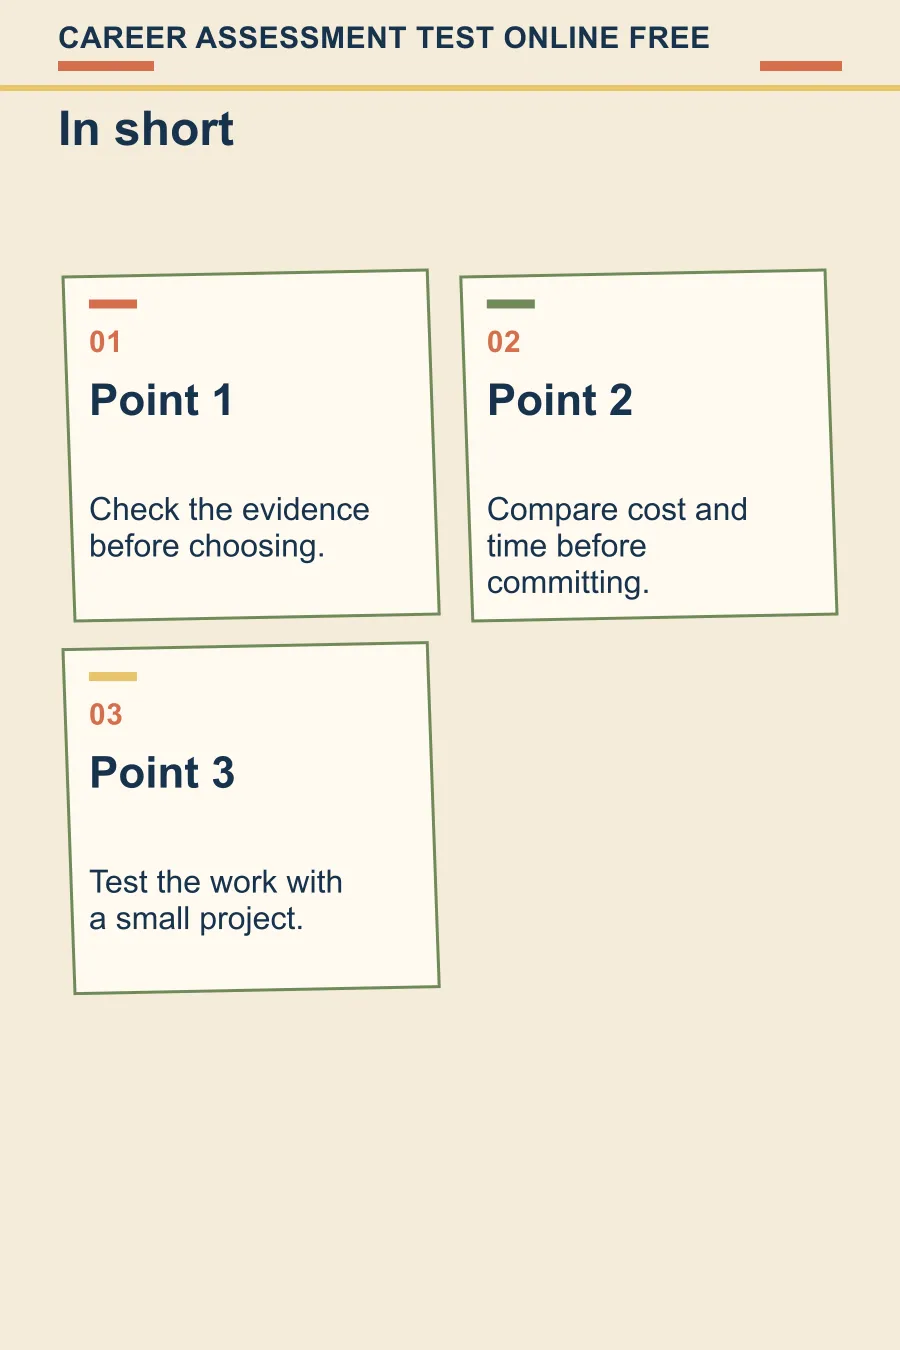 CAREER ASSESSMENT TEST ONLINE FREE
In short
01
Point 1
Check the evidence
before choosing.
02
Point 2
Compare cost and
time before
committing.
03
Point 3
Test the work with
a small project.